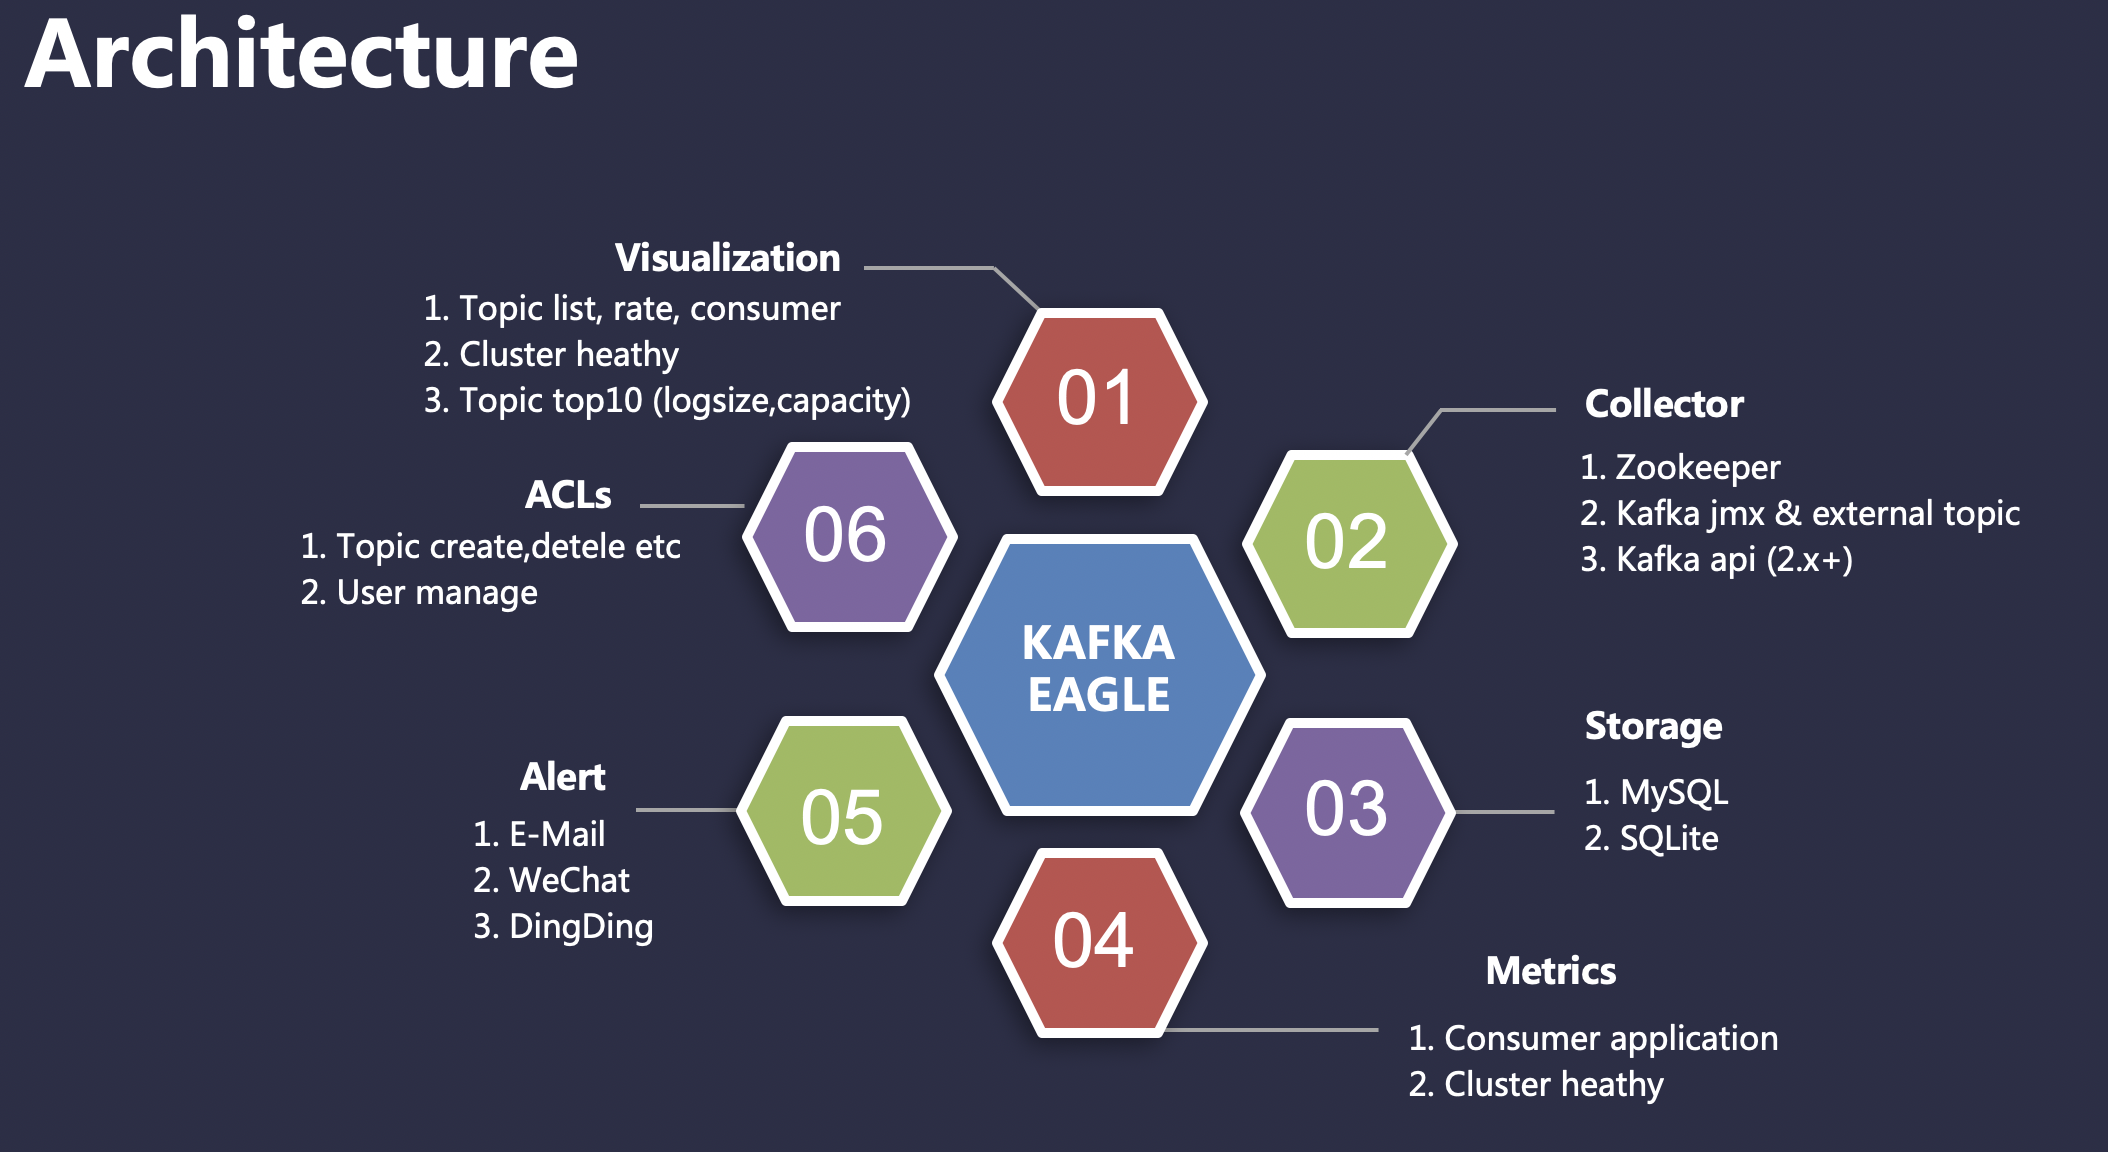 Architecture
Visualization
1. Topic list, rate, consumer
2. Cluster heathy
3. Topic top10 (logsize,capacity)
01
Collector
1. Zookeeper
2. Kafka jmx & external topic
3. Kafka api (2.x+)
02
ACLs
1. Topic create,detele etc
2. User manage
06
KAFKA
EAGLE
Storage
1. MySQL
2. SQLite
03
Alert
1. E-Mail
2. WeChat
3. DingDing
05
04
Metrics
1. Consumer application
2. Cluster heathy